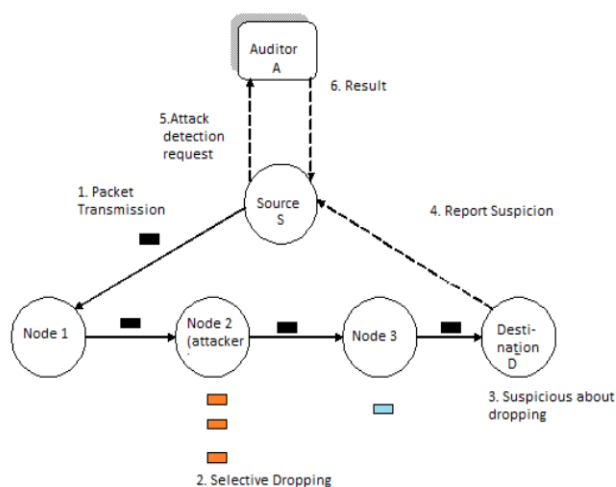 Auditor
A
6. Result
5.Attack
detection
request
1. Packet
Transmission
Source
S
4. Report Suspicion
Node 1
Node 2
(attacker
Node 3
Desti-
nation
D
3. Suspicious about
dropping
2. Selective Dropping